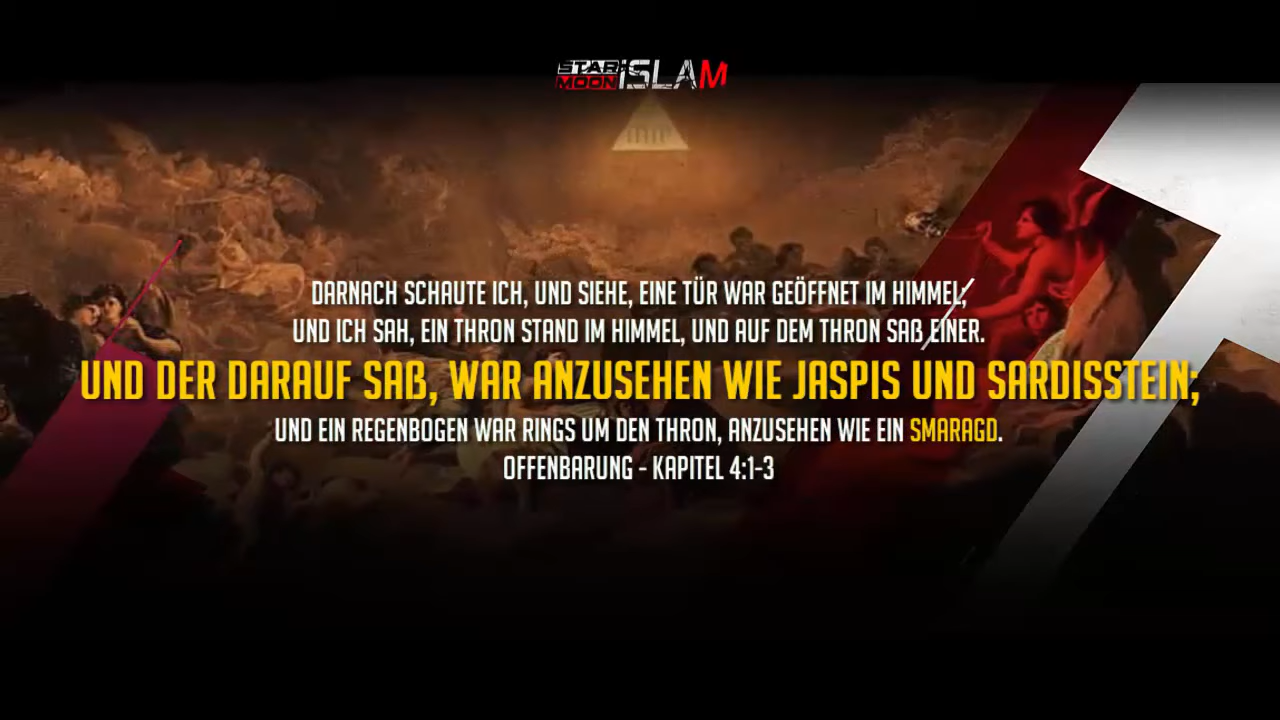 STAR
MOON ISLAM
DARNACH SCHAUTE ICH, UND SIEHE, EINE TÜR WAR GEÖFFNET IM HIMMEL;
UND ICH SAH, EIN THRON STAND IM HIMMEL, UND AUF DEM THRON SAß EINER.
UND DER DARAUF SAß, WAR ANZUSEHEN WIE JASPIS UND SARDISSTEIN;
UND EIN REGENBOGEN WAR RINGS UM DEN THRON, ANZUSEHEN WIE EIN SMARAGD.
OFFENBARUNG - KAPITEL 4:1-3